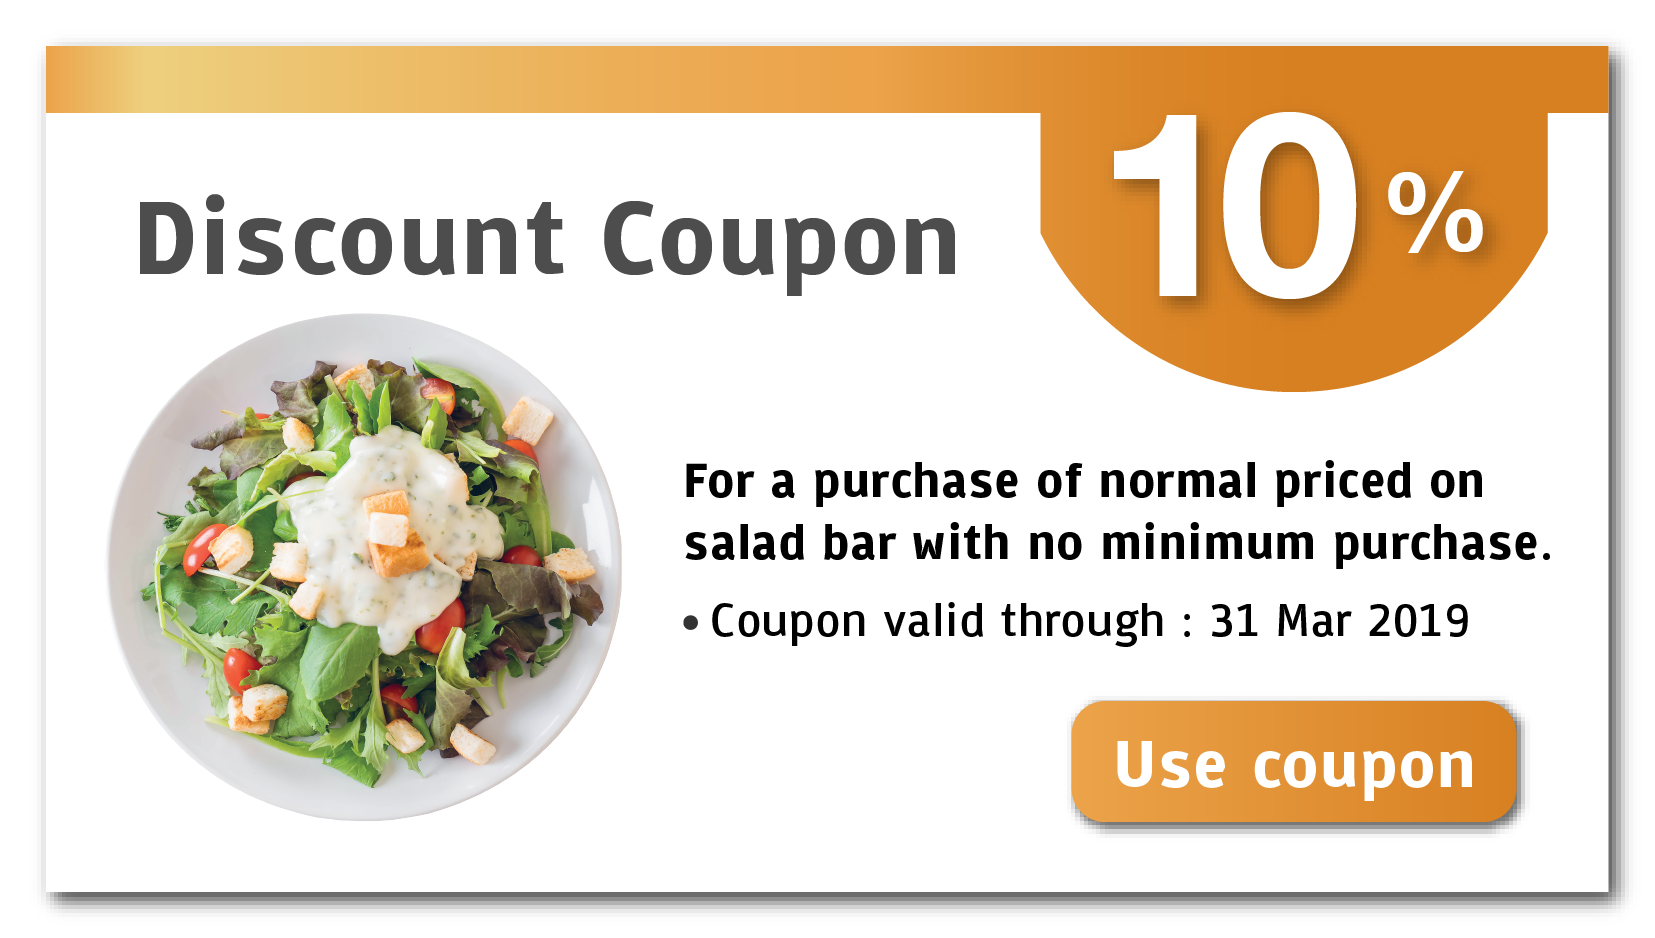 10 %
Discount Coupon
For a purchase of normal priced on
salad bar with no minimum purchase.
• Coupon valid through : 31 Mar 2019
Use coupon